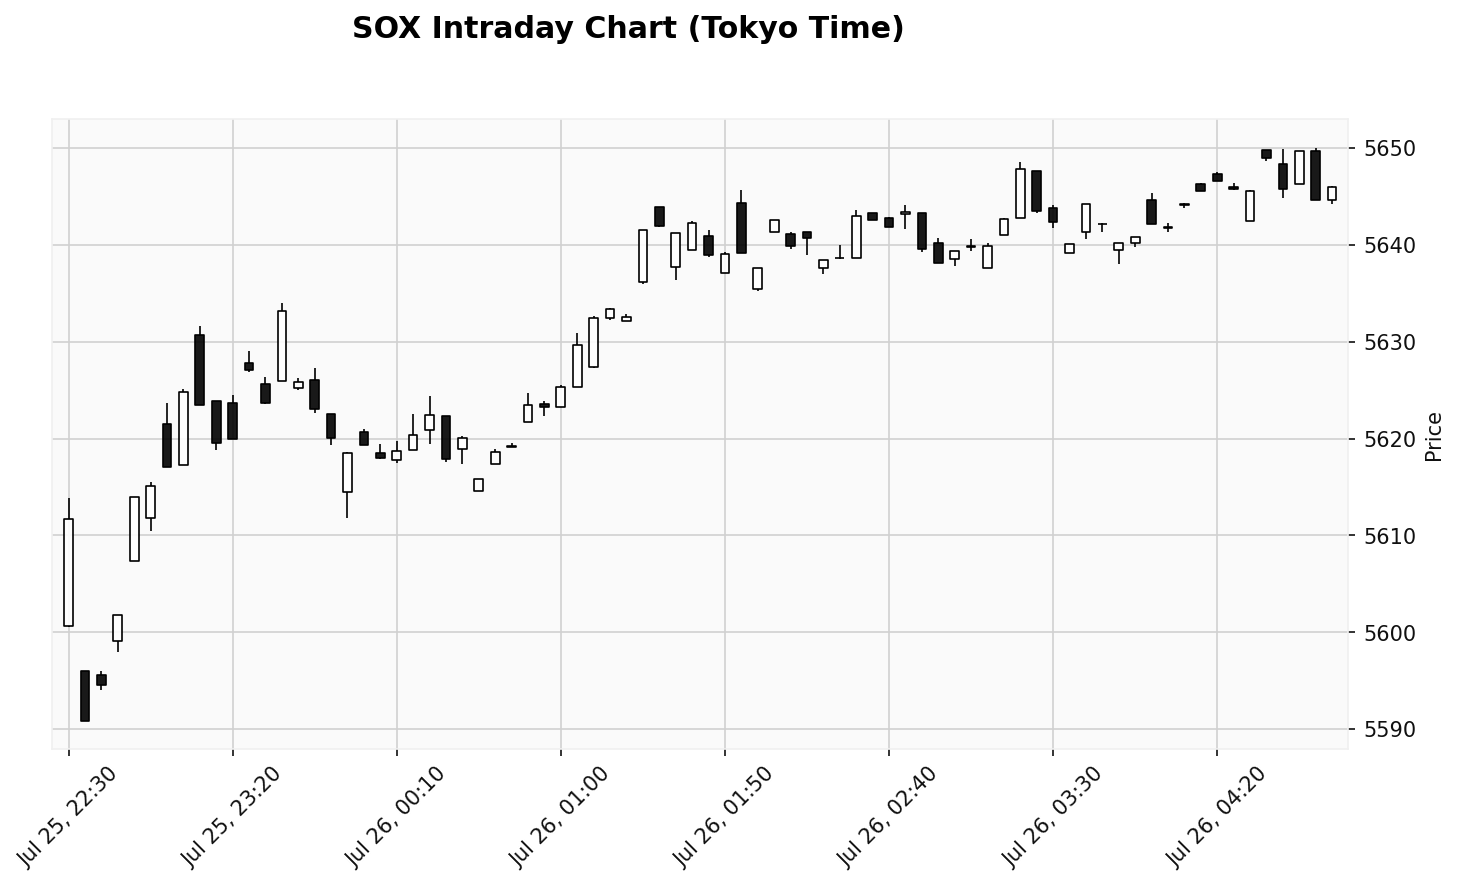 SOX Intraday Chart (Tokyo Time)
5650
5640
5630
5620
5610
5600
5590
Price
Jul 25, 22:30
Jul 25, 23:20
Jul 26, 00:10
Jul 26, 01:00
Jul 26, 01:50
Jul 26, 02:40
Jul 26, 03:30
Jul 26, 04:20